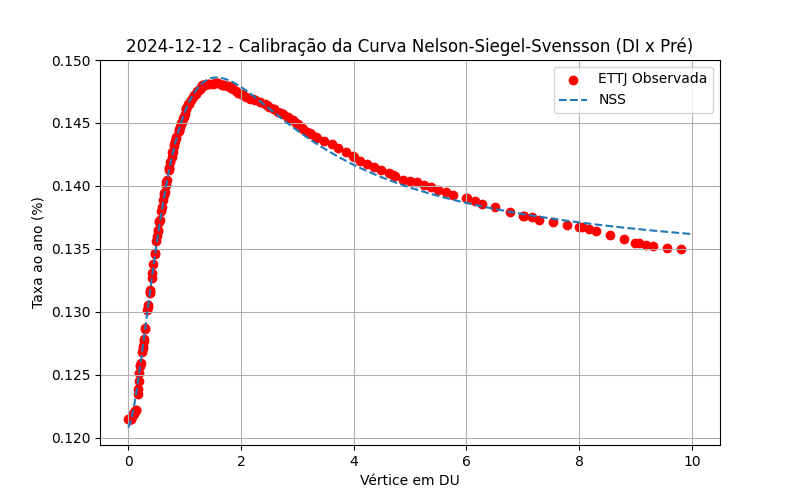 2024-12-12 - Calibração da Curva Nelson-Siegel-Svensson (DI x Pré)
0.150
0.145
0.140
0.135
0.130
0.125
0.120
Taxa ao ano (%)
ETTJ Observada
NSS
0
2
4
6
8
10
Vértice em DU